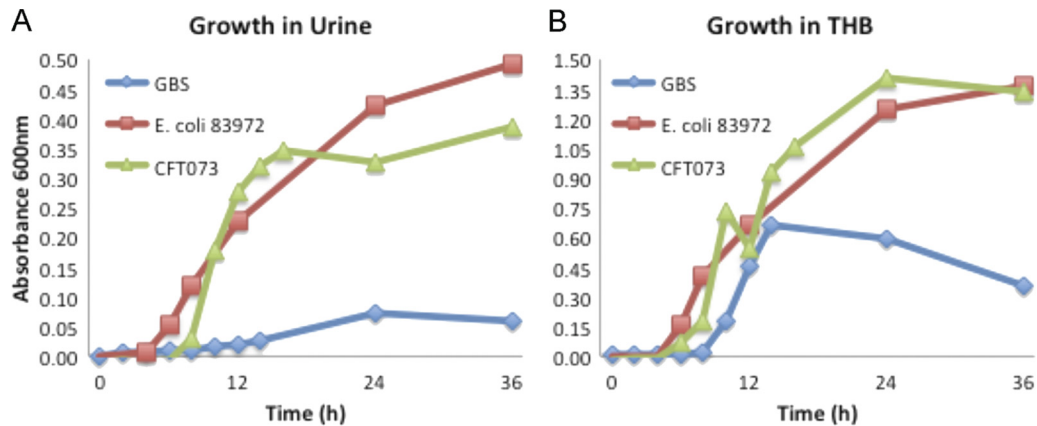 A
Growth in Urine
0.50
0.45
0.40
0.35
0.30
0.25
0.20
0.15
0.10
0.05
0.00
Absorbance 600nm
GBS
E. coli 83972
CFT073
0 12 24 36
Time (h)
B
Growth in THB
1.50
1.35
1.20
1.05
0.90
0.75
0.60
0.45
0.30
0.15
0.00
GBS
E. coli 83972
CFT073
0 12 24 36
Time (h)